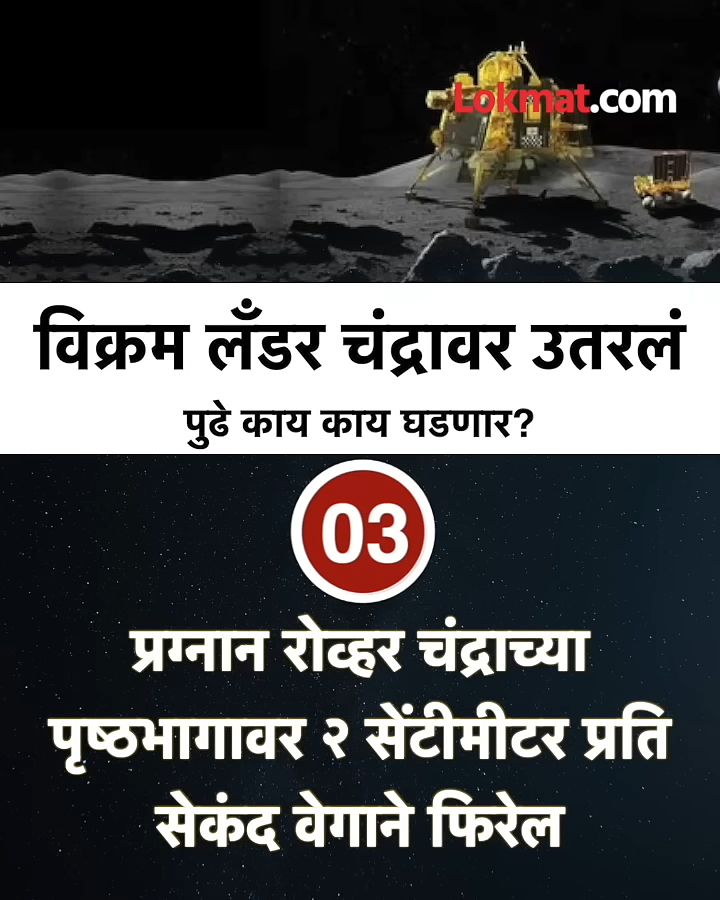 Lokmat.com
विक्रम लँडर चंद्रावर उतरलं
पुढे काय काय घडणार?
03
प्रग्नान रोव्हर चंद्राच्या
पृष्ठभागावर २ सेंटीमीटर प्रति
सेकंद वेगाने फिरेल